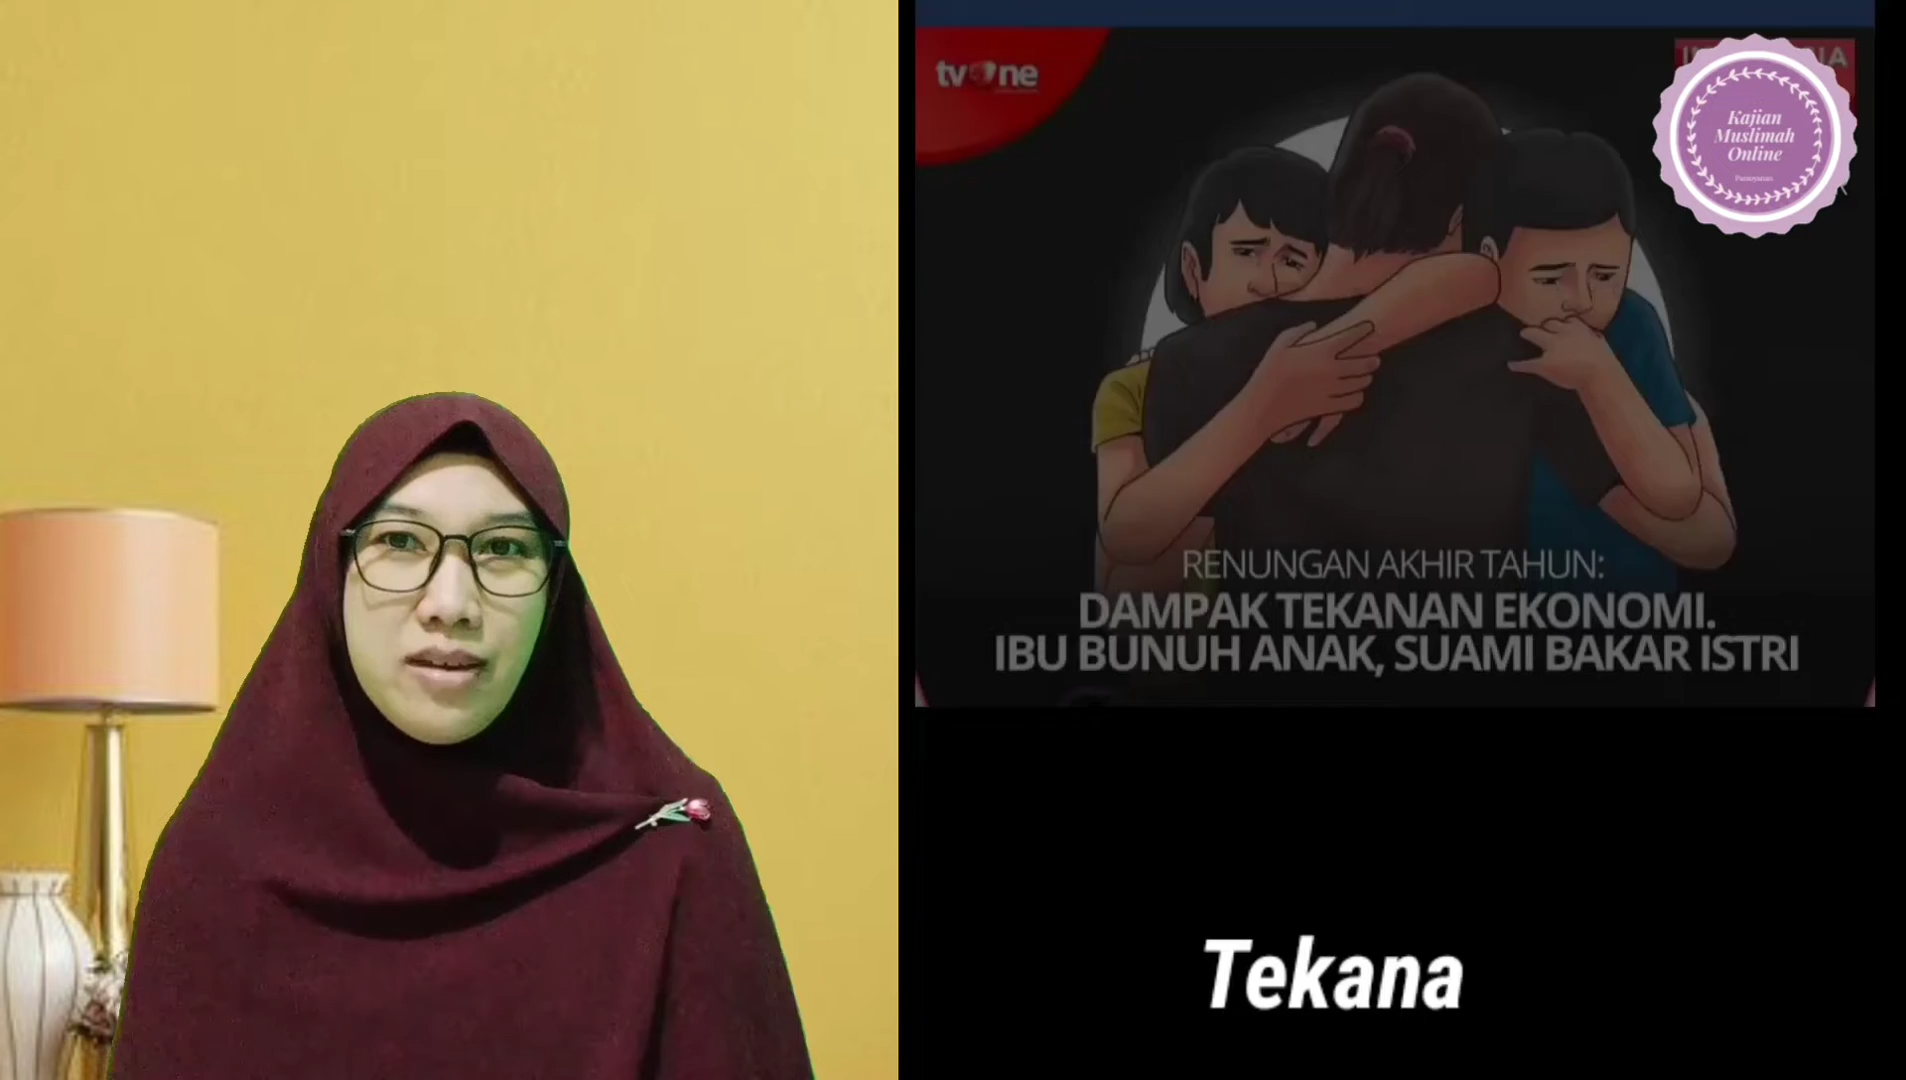 tvOne
Kajian
Muslimah
Online
RENUNGAN AKHIR TAHUN:
DAMPAK TEKANAN EKONOMI.
IBU BUNUH ANAK, SUAMI BAKAR ISTRI
Tekana